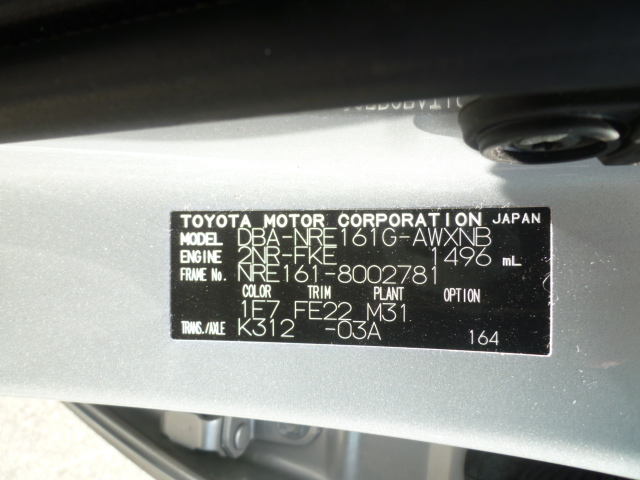 TOYOTA MOTOR CORPORATION JAPAN
MODEL DBA-NRE161G-AWXNB
ENGINE 2NR-FKE 1496 mL
FRAME No. NRE161-8002781
COLOR TRIM PLANT OPTION
1E7 FE22 M31
TRANS./AXLE K312 -03A 164